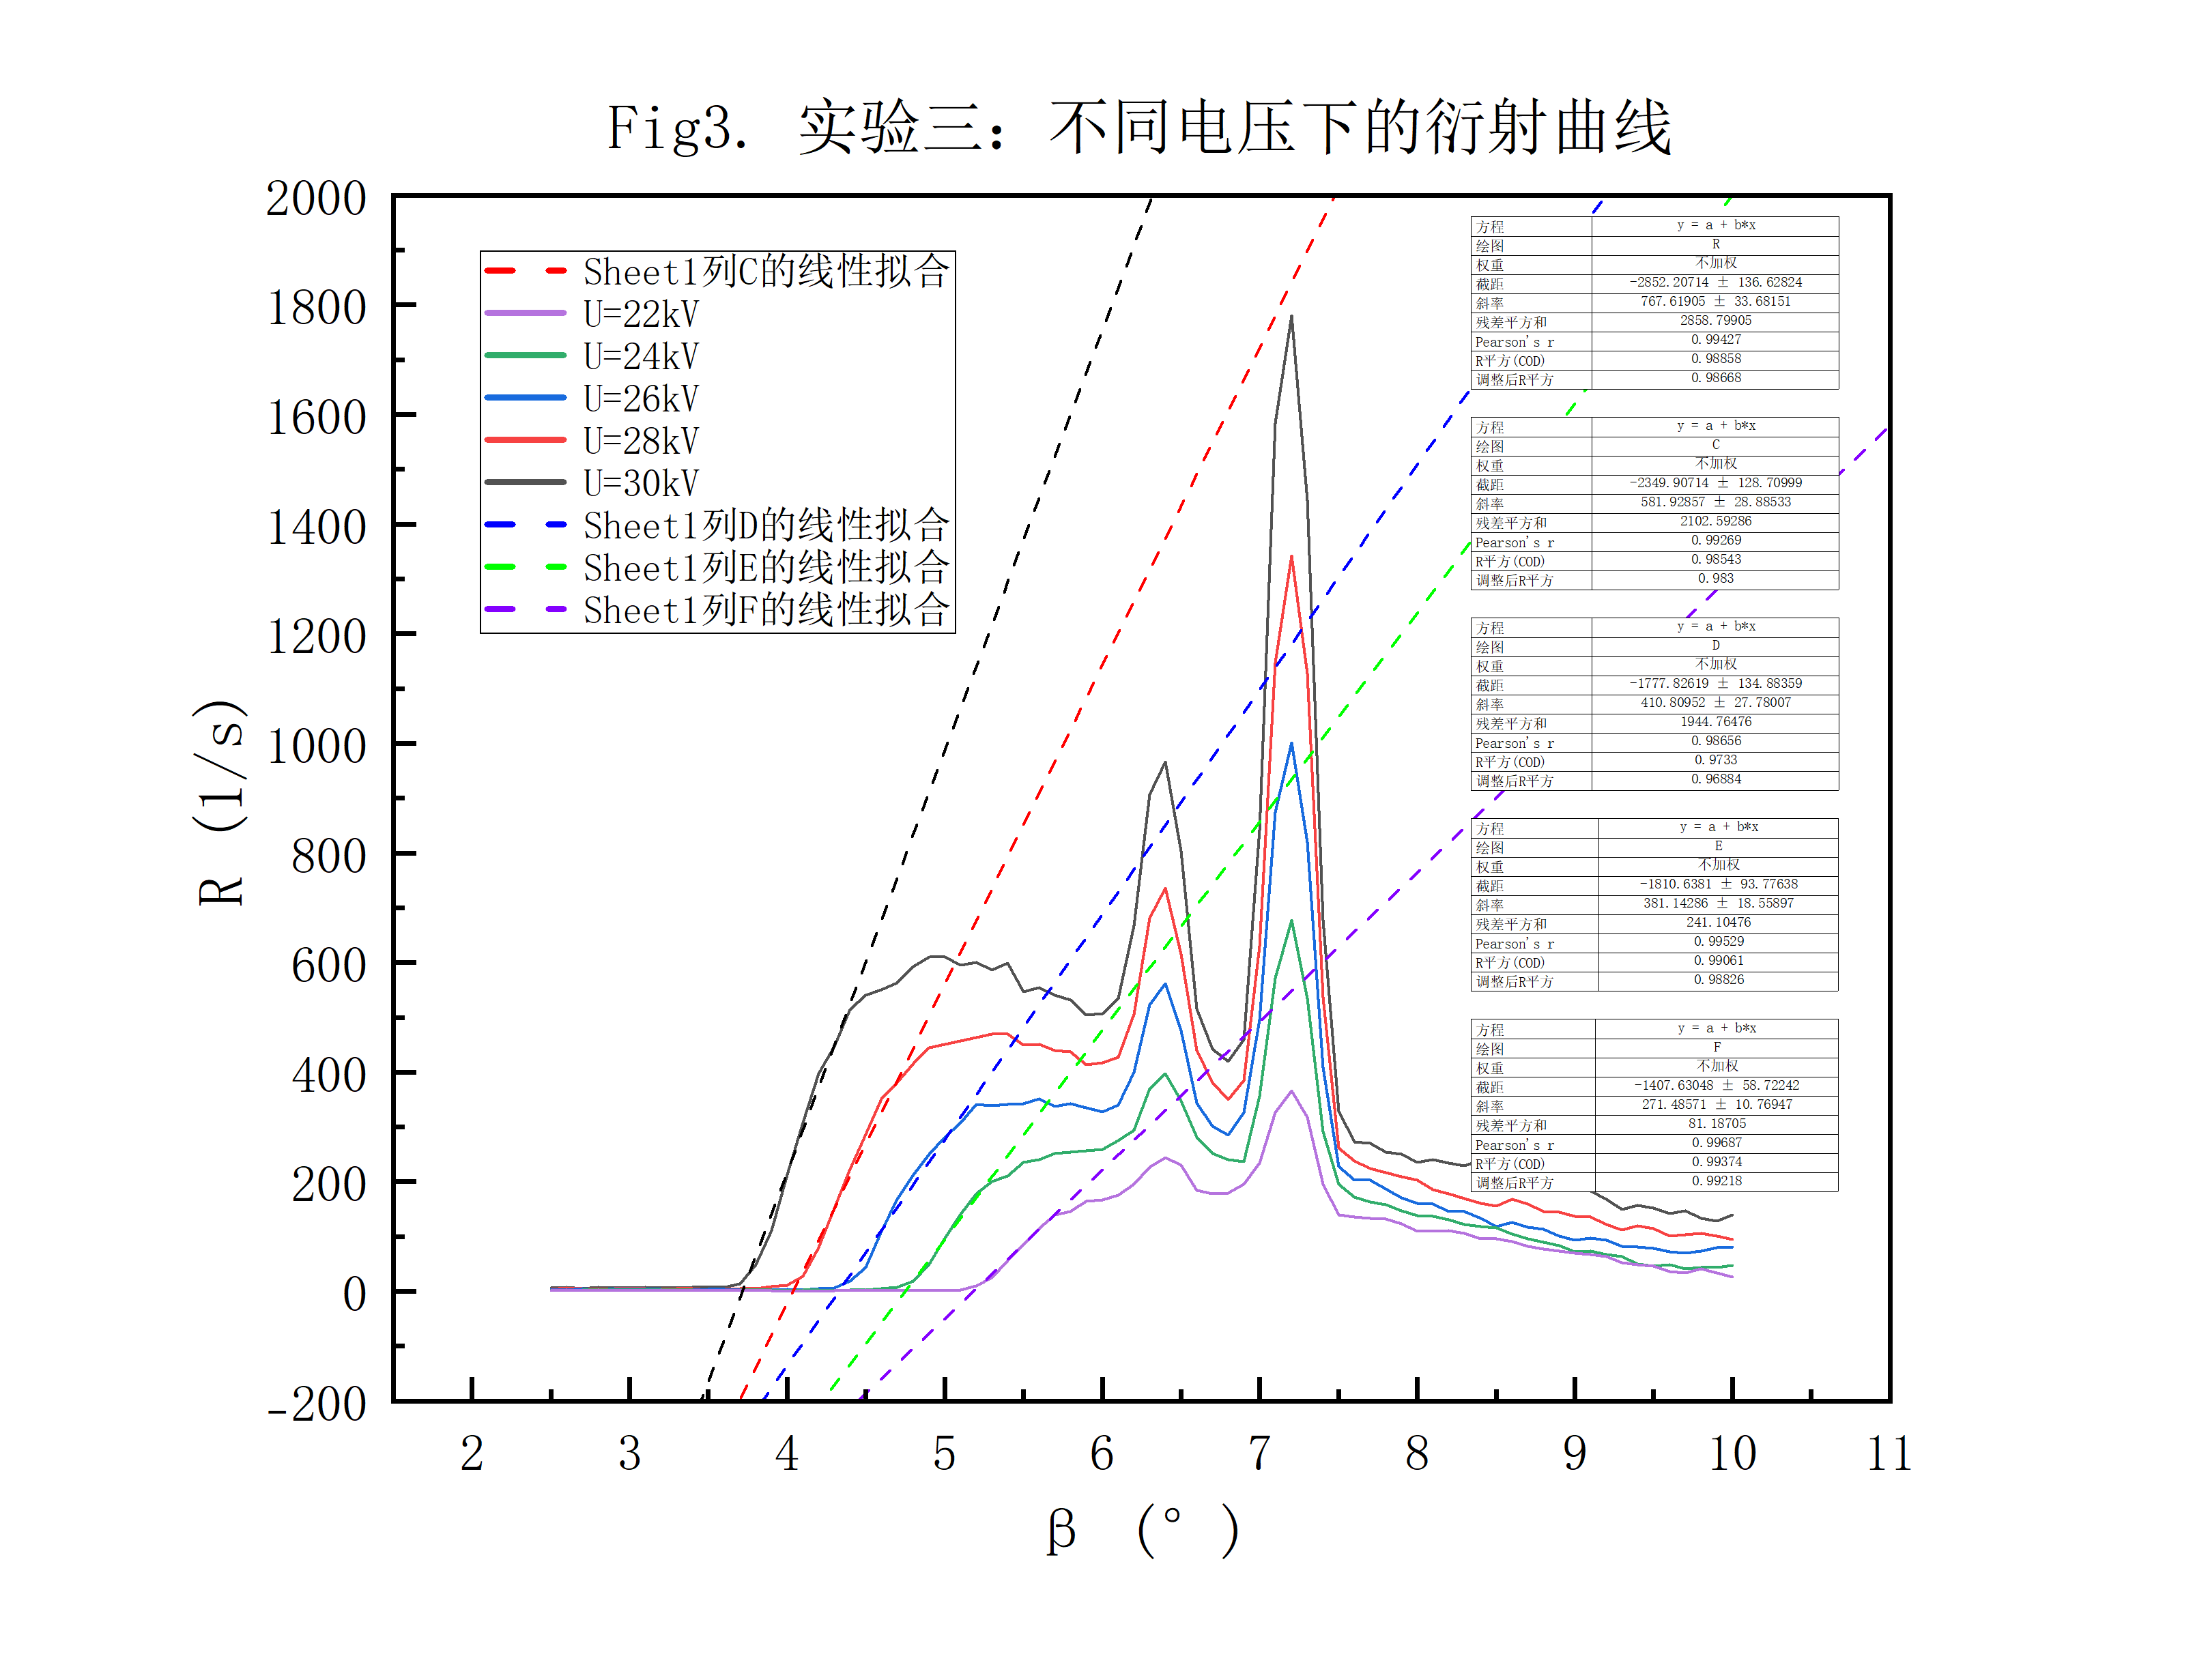 Fig3. 实验三：不同电压下的衍射曲线
2000
1800
1600
1400
1200
1000
800
600
400
200
0
-200
R (1/s)
Sheet1列C的线性拟合
U=22kV
U=24kV
U=26kV
U=28kV
U=30kV
Sheet1列D的线性拟合
Sheet1列E的线性拟合
Sheet1列F的线性拟合
方程 y = a + b*x
绘图 R
权重 不加权
截距 -2852.20714 ± 136.62824
斜率 767.61905 ± 33.68151
残差平方和 2858.79905
Pearson's r 0.99427
R平方(COD) 0.98858
调整后R平方 0.98668
方程 y = a + b*x
绘图 C
权重 不加权
截距 -2349.90714 ± 128.70999
斜率 581.92857 ± 28.88533
残差平方和 2102.59286
Pearson's r 0.99269
R平方(COD) 0.98543
调整后R平方 0.983
方程 y = a + b*x
绘图 D
权重 不加权
截距 -1777.82619 ± 134.88359
斜率 410.80952 ± 27.78007
残差平方和 1944.76476
Pearson's r 0.98656
R平方(COD) 0.9733
调整后R平方 0.96884
方程 y = a + b*x
绘图 E
权重 不加权
截距 -1810.6381 ± 93.77638
斜率 381.14286 ± 18.55897
残差平方和 241.10476
Pearson's r 0.99529
R平方(COD) 0.99061
调整后R平方 0.98826
方程 y = a + b*x
绘图 F
权重 不加权
截距 -1407.63048 ± 58.72242
斜率 271.48571 ± 10.76947
残差平方和 81.18705
Pearson's r 0.99687
R平方(COD) 0.99374
调整后R平方 0.99218
2 3 4 5 6 7 8 9 10 11
β (°)